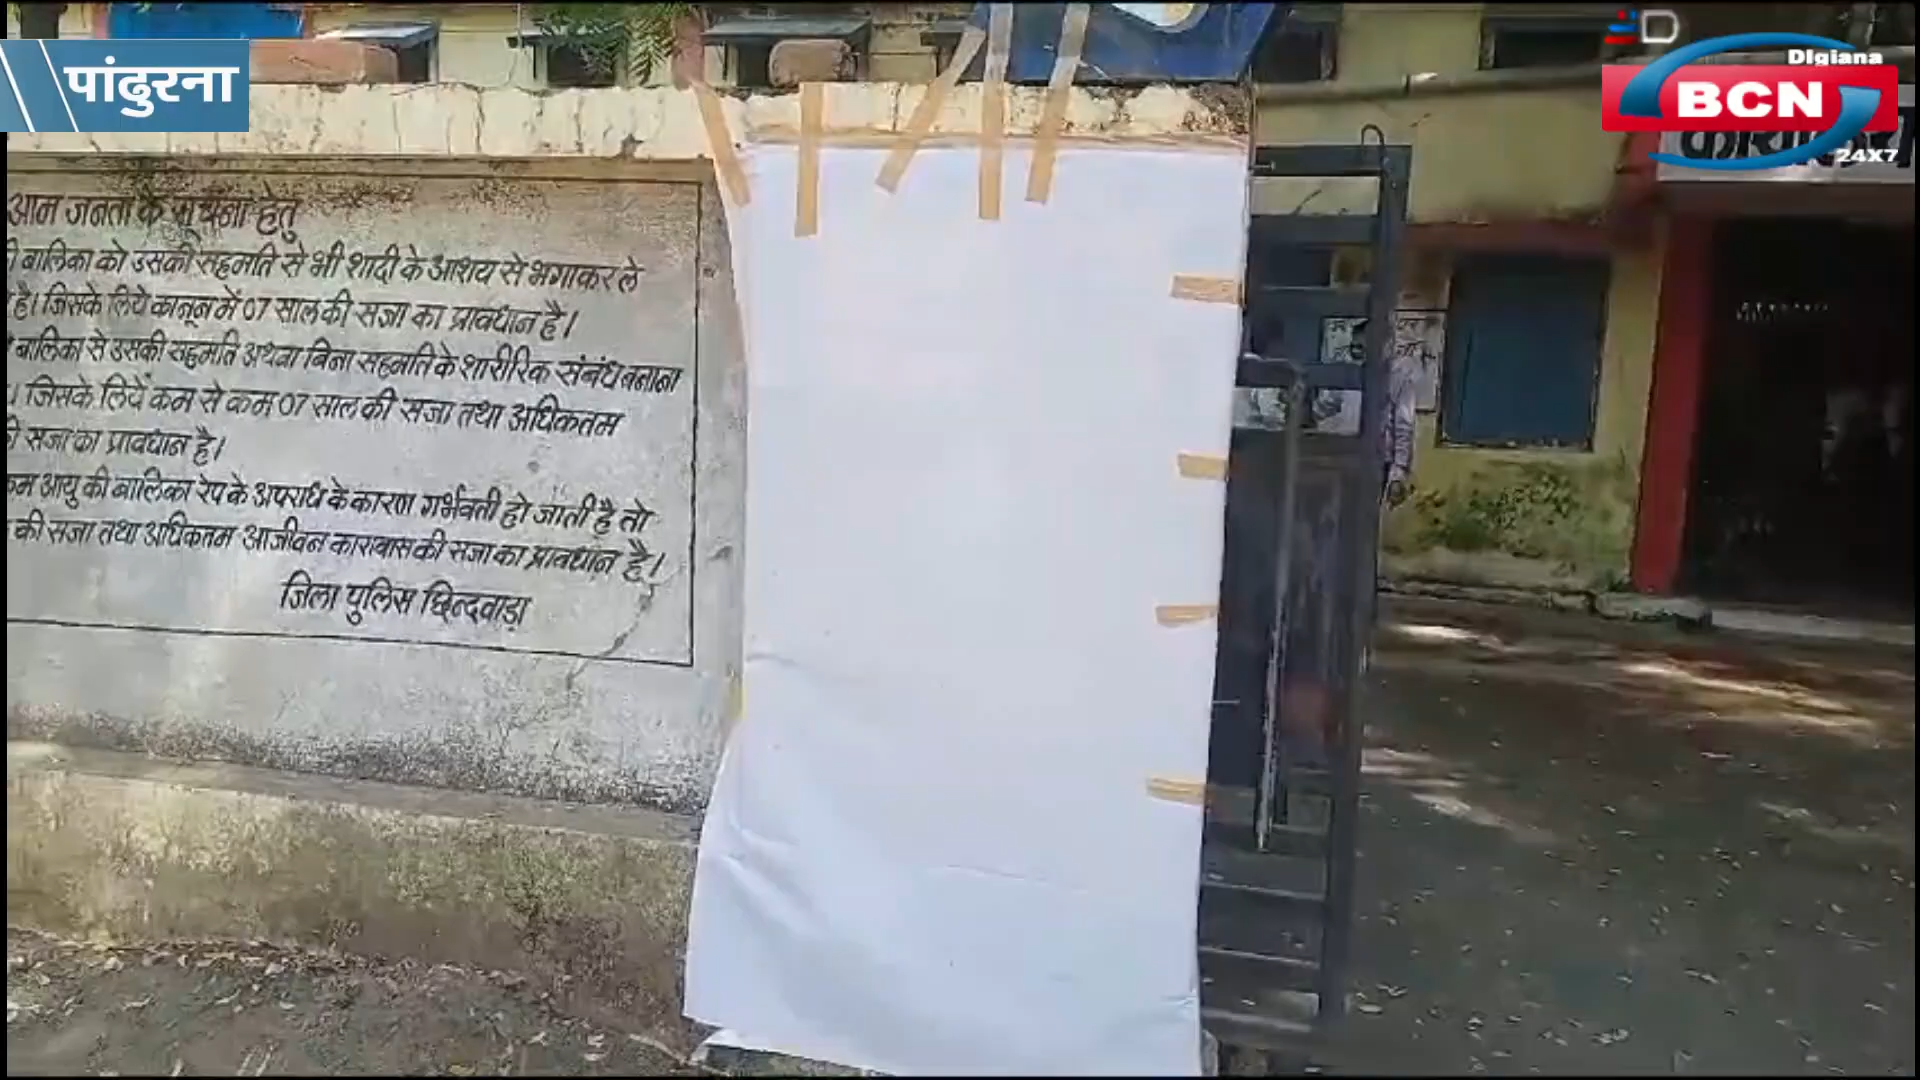 पांढुरना
Digiana
BCN
24X7
आम जनता के सूचना हेतु
बालिका को उसकी सहमति से भी शादी के आशय से भगाकर ले
है। जिसके लिये कानून में 07 साल की सजा का प्रावधान है।
बालिका से उसकी सहमति अथवा बिना सहमति के शारीरिक संबंध बनाना
। जिसके लियें कम से कम 07 साल की सजा तथा अधिकतम
की सजा का प्रावधान है।
कम आयु की बालिका रेप के अपराध के कारण गर्भवती हो जाती है तो
की सजा तथा अधिकतम आजीवन कारावास की सजा का प्रावधान है।
जिला पुलिस छिन्दवाड़ा